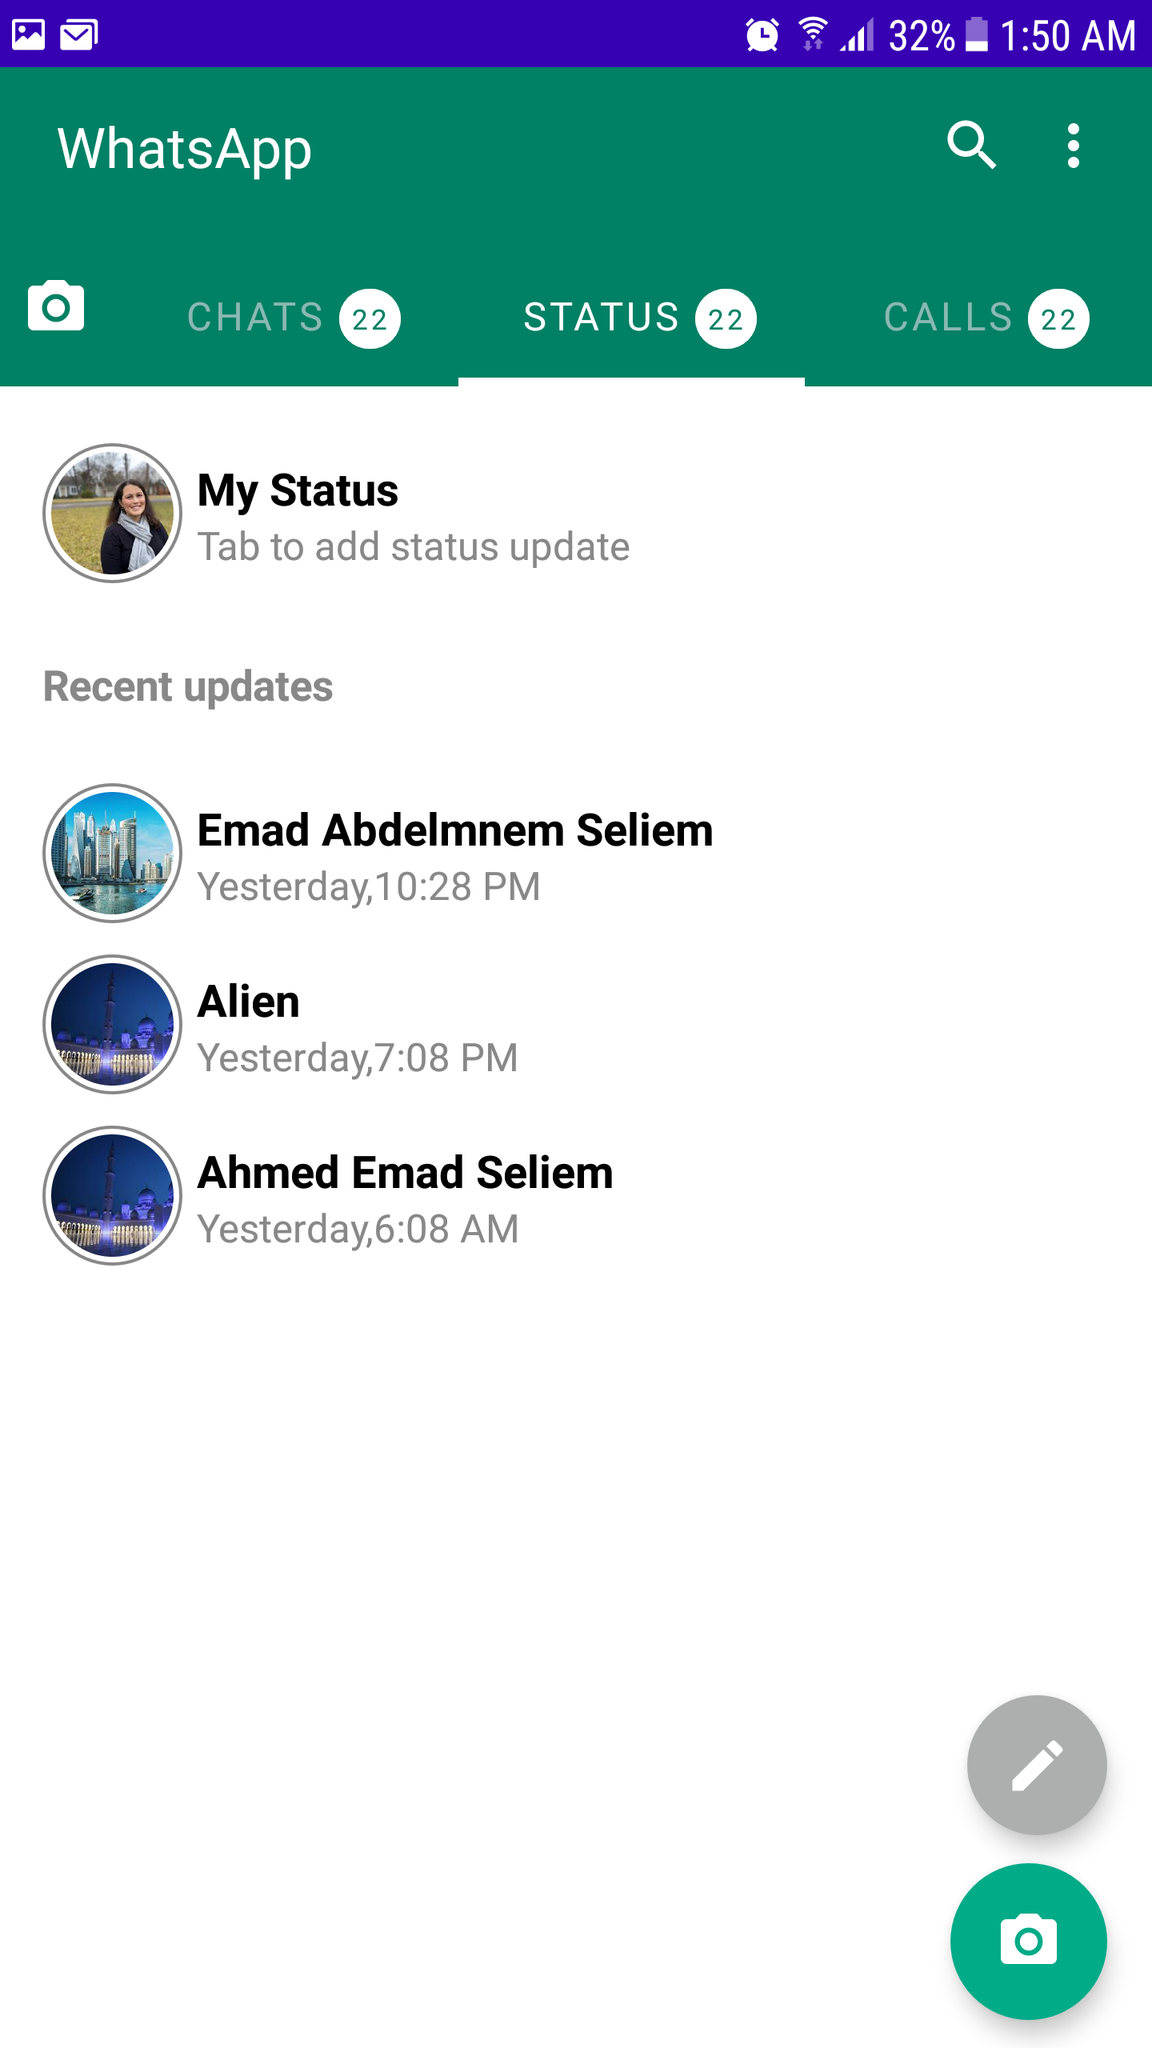 32% 1:50 AM
WhatsApp
CHATS 22 STATUS 22 CALLS 22
My Status
Tab to add status update
Recent updates
Emad Abdelmnem Seliem
Yesterday,10:28 PM
Alien
Yesterday,7:08 PM
Ahmed Emad Seliem
Yesterday,6:08 AM